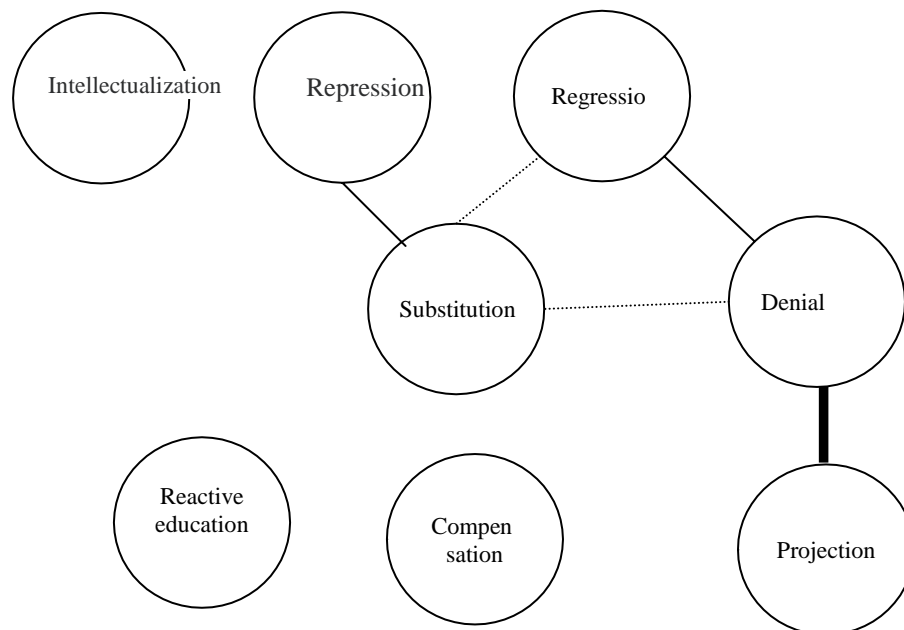 Intellectualization
Repression
Regressio
Substitution
Denial
Reactive
education
Compen
sation
Projection